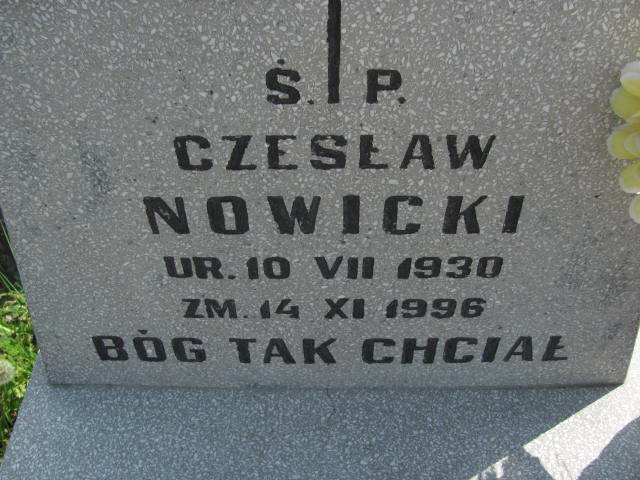 Ś. P.
CZESŁAW
NOWICKI
UR. 10 VII 1930
ZM. 14 XI 1996
BÓG TAK CHCIAŁ